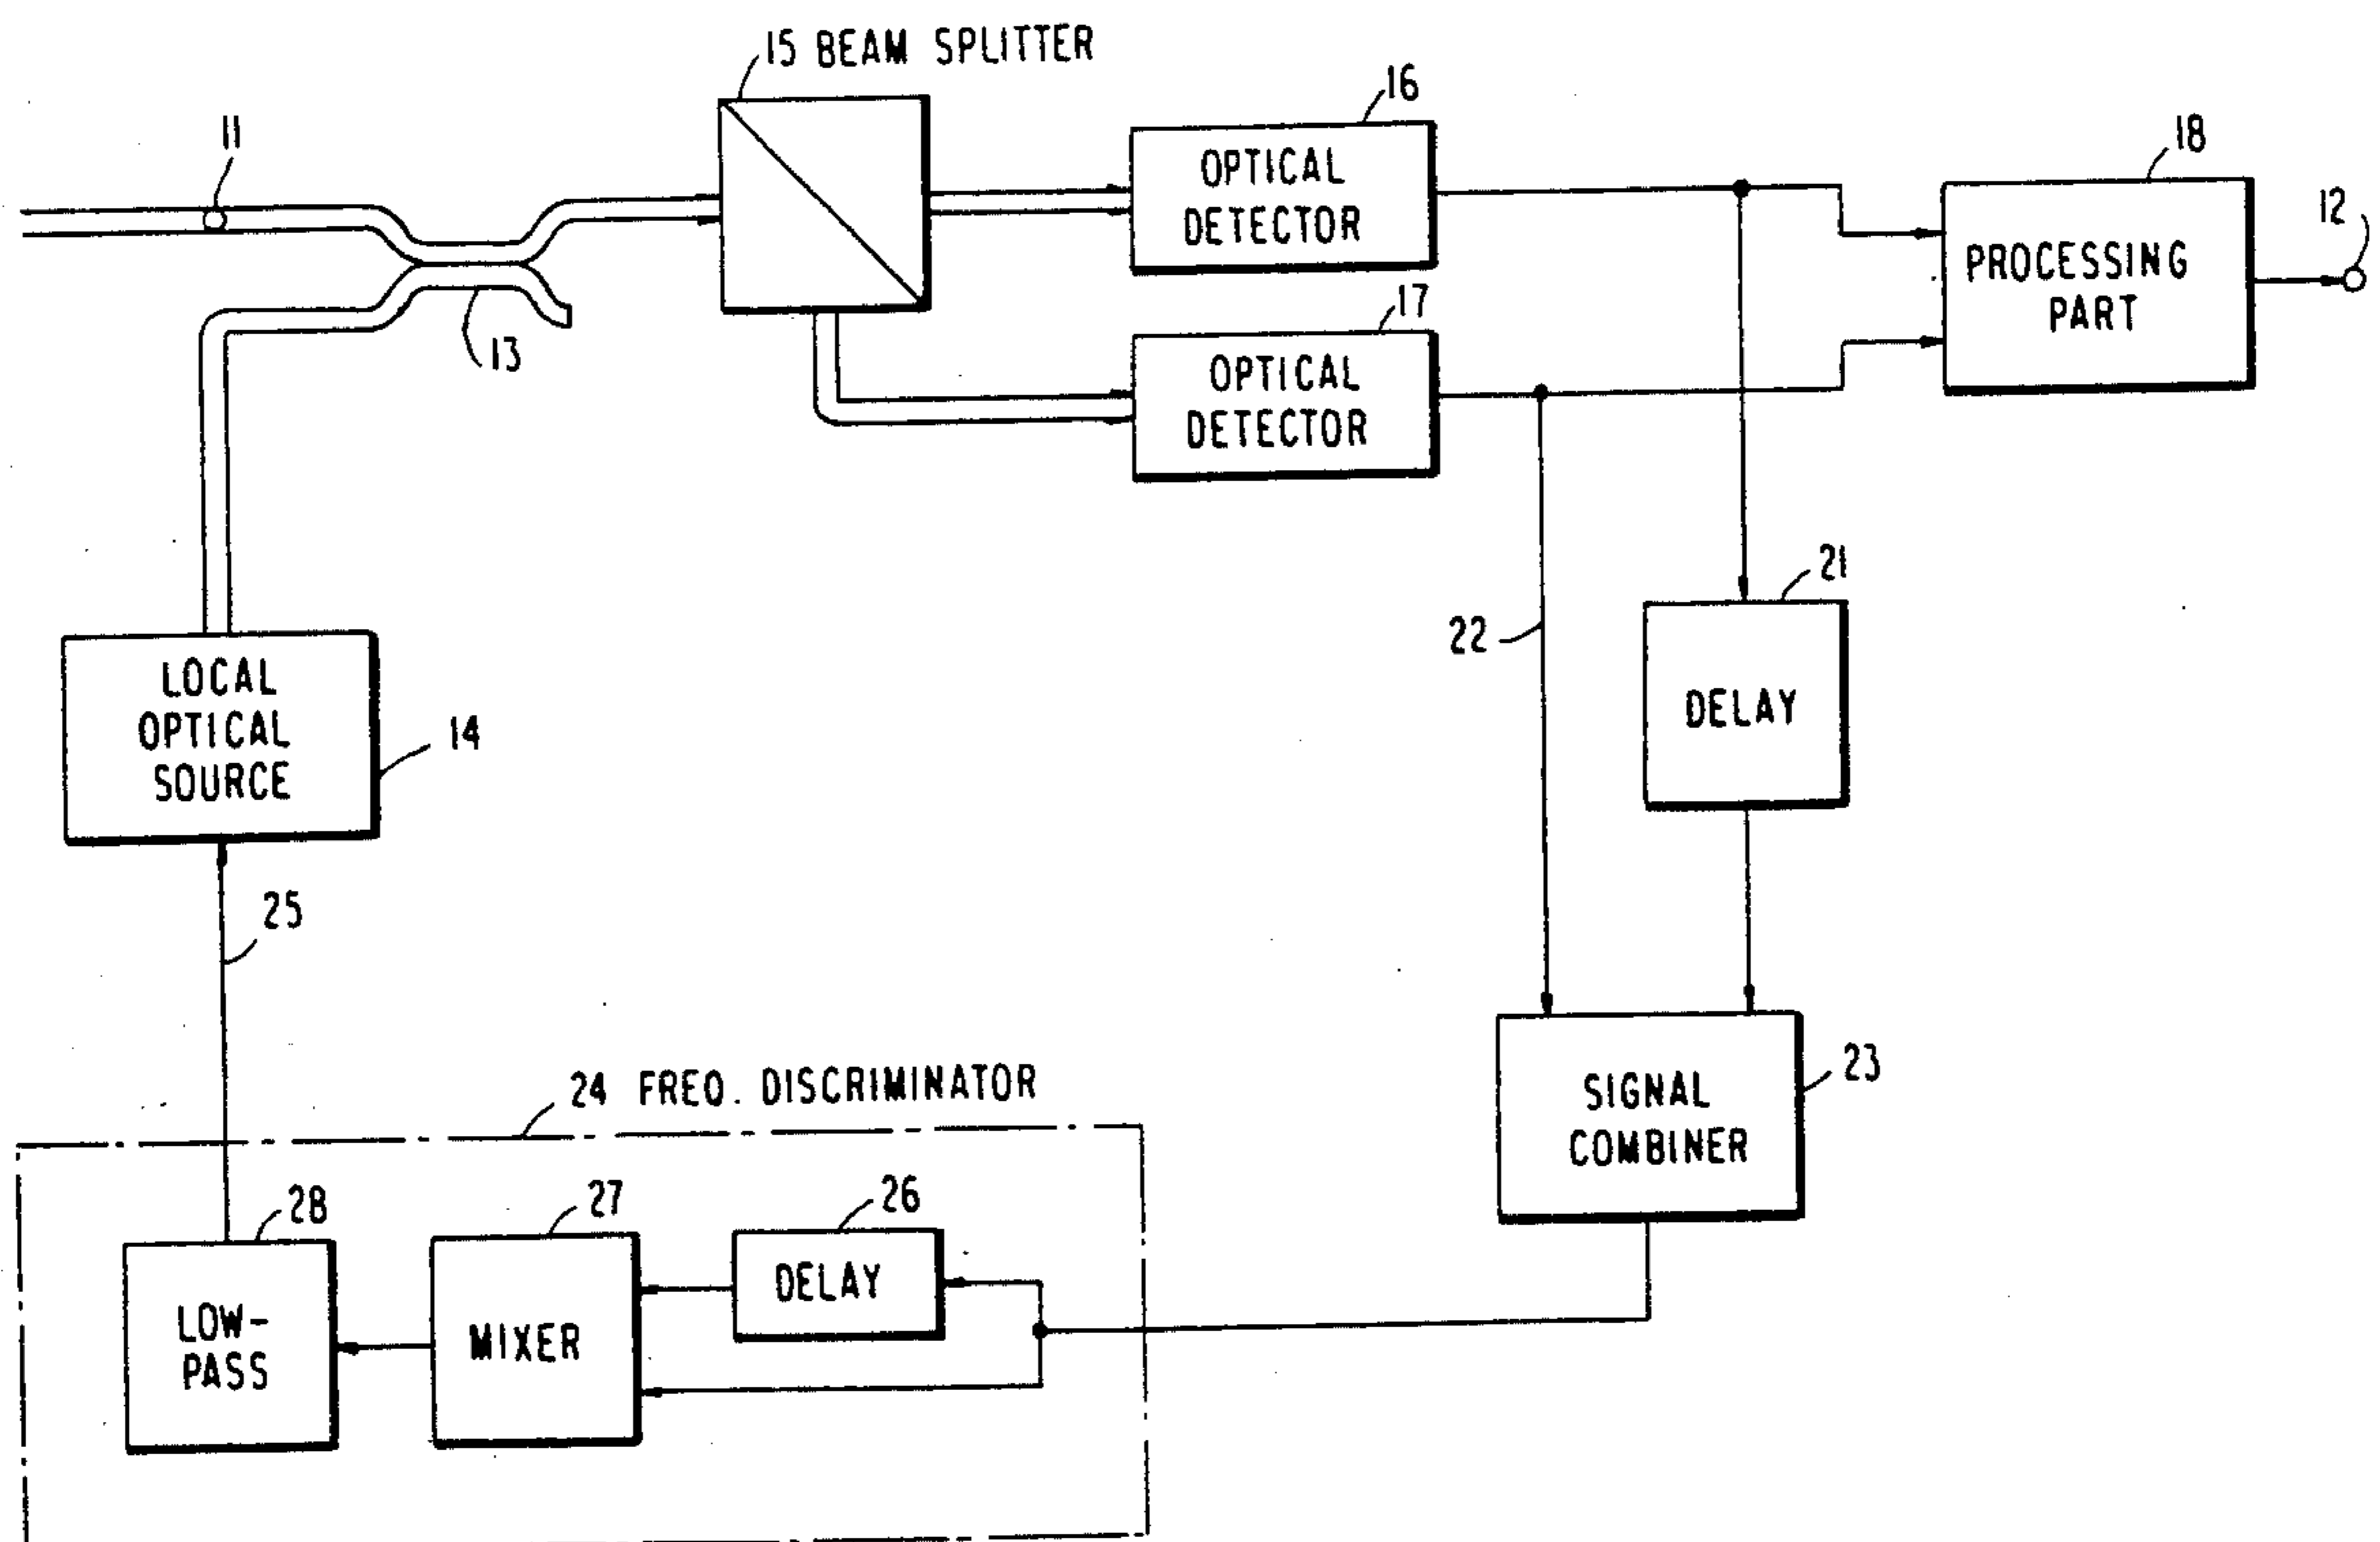 15 BEAM SPLITTER
11
16
OPTICAL
DETECTOR
18
PROCESSING
PART
12
13
17
OPTICAL
DETECTOR
LOCAL
OPTICAL
SOURCE
14
22
21
DELAY
25
23
SIGNAL
COMBINER
24 FREQ. DISCRIMINATOR
28
LOW-
PASS
27
MIXER
26
DELAY